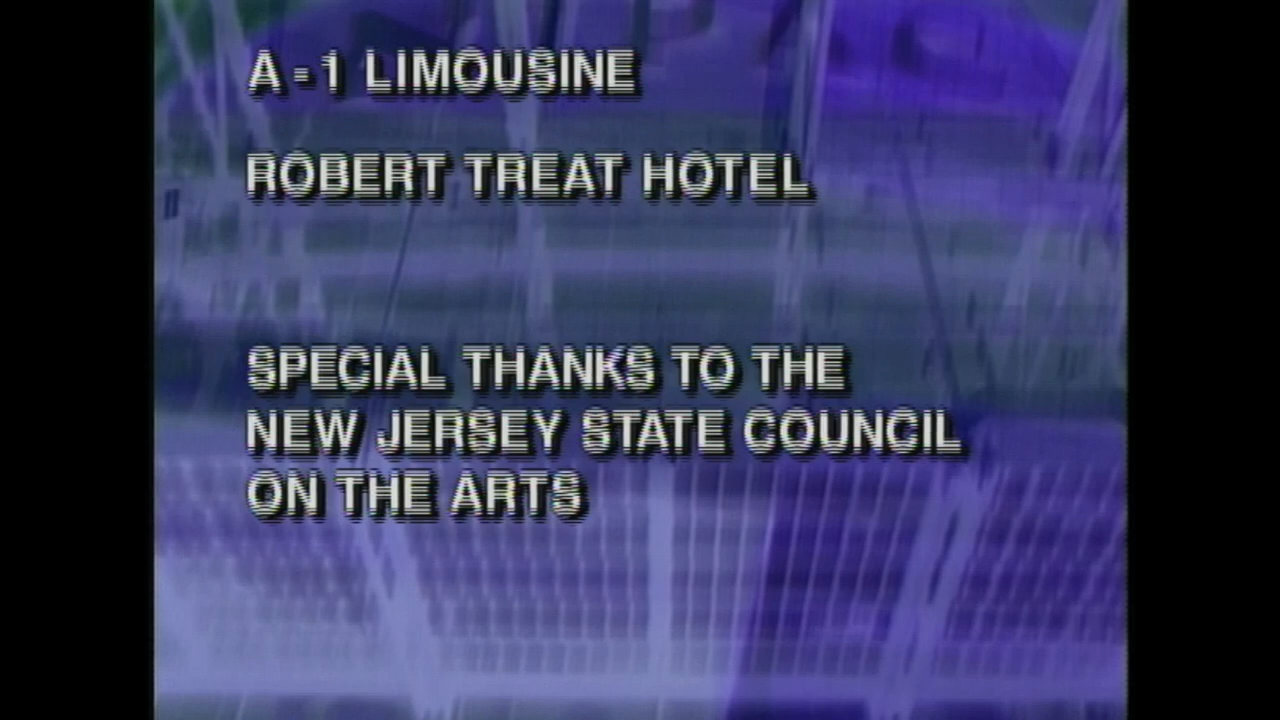 A - 1 LIMOUSINE
ROBERT TREAT HOTEL
SPECIAL THANKS TO THE
NEW JERSEY STATE COUNCIL
ON THE ARTS